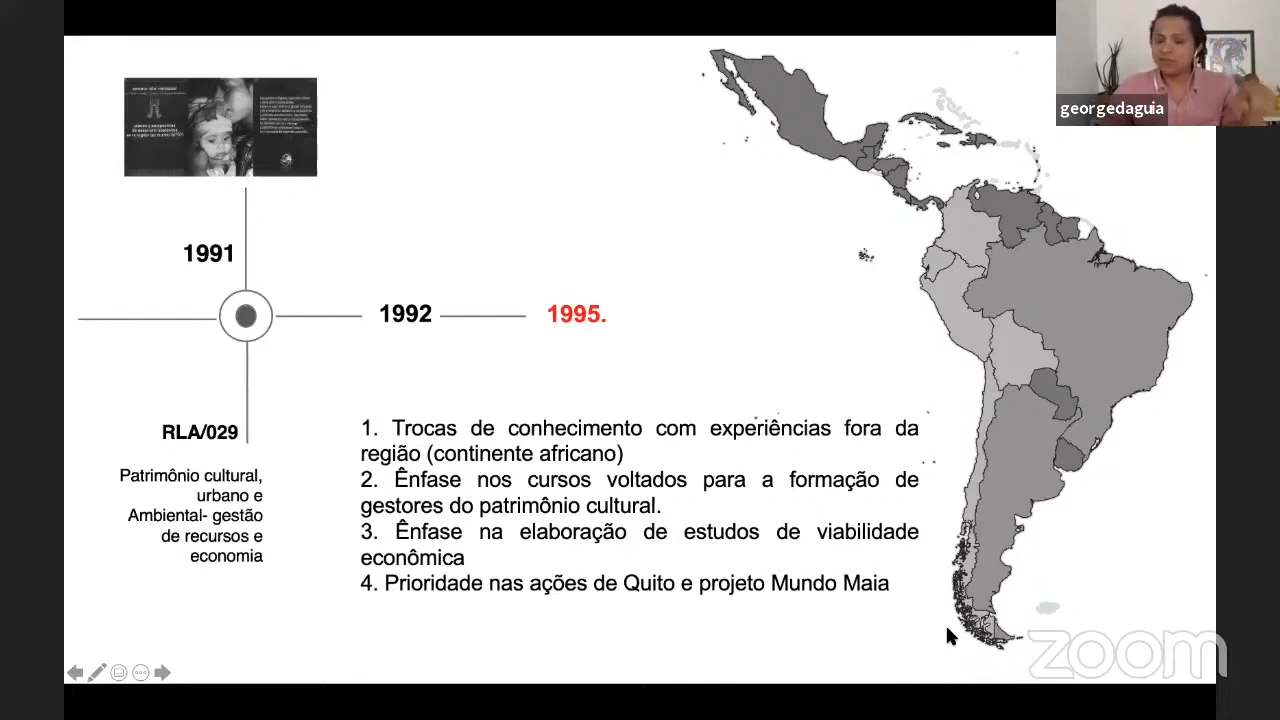 georgedaguia
1991
1992
1995.
RLA/029
Patrimônio cultural,
urbano e
Ambiental- gestão
de recursos e
economia
1. Trocas de conhecimento com experiências fora da
região (continente africano)
2. Ênfase nos cursos voltados para a formação de
gestores do patrimônio cultural.
3. Ênfase na elaboração de estudos de viabilidade
econômica
4. Prioridade nas ações de Quito e projeto Mundo Maia
zoom